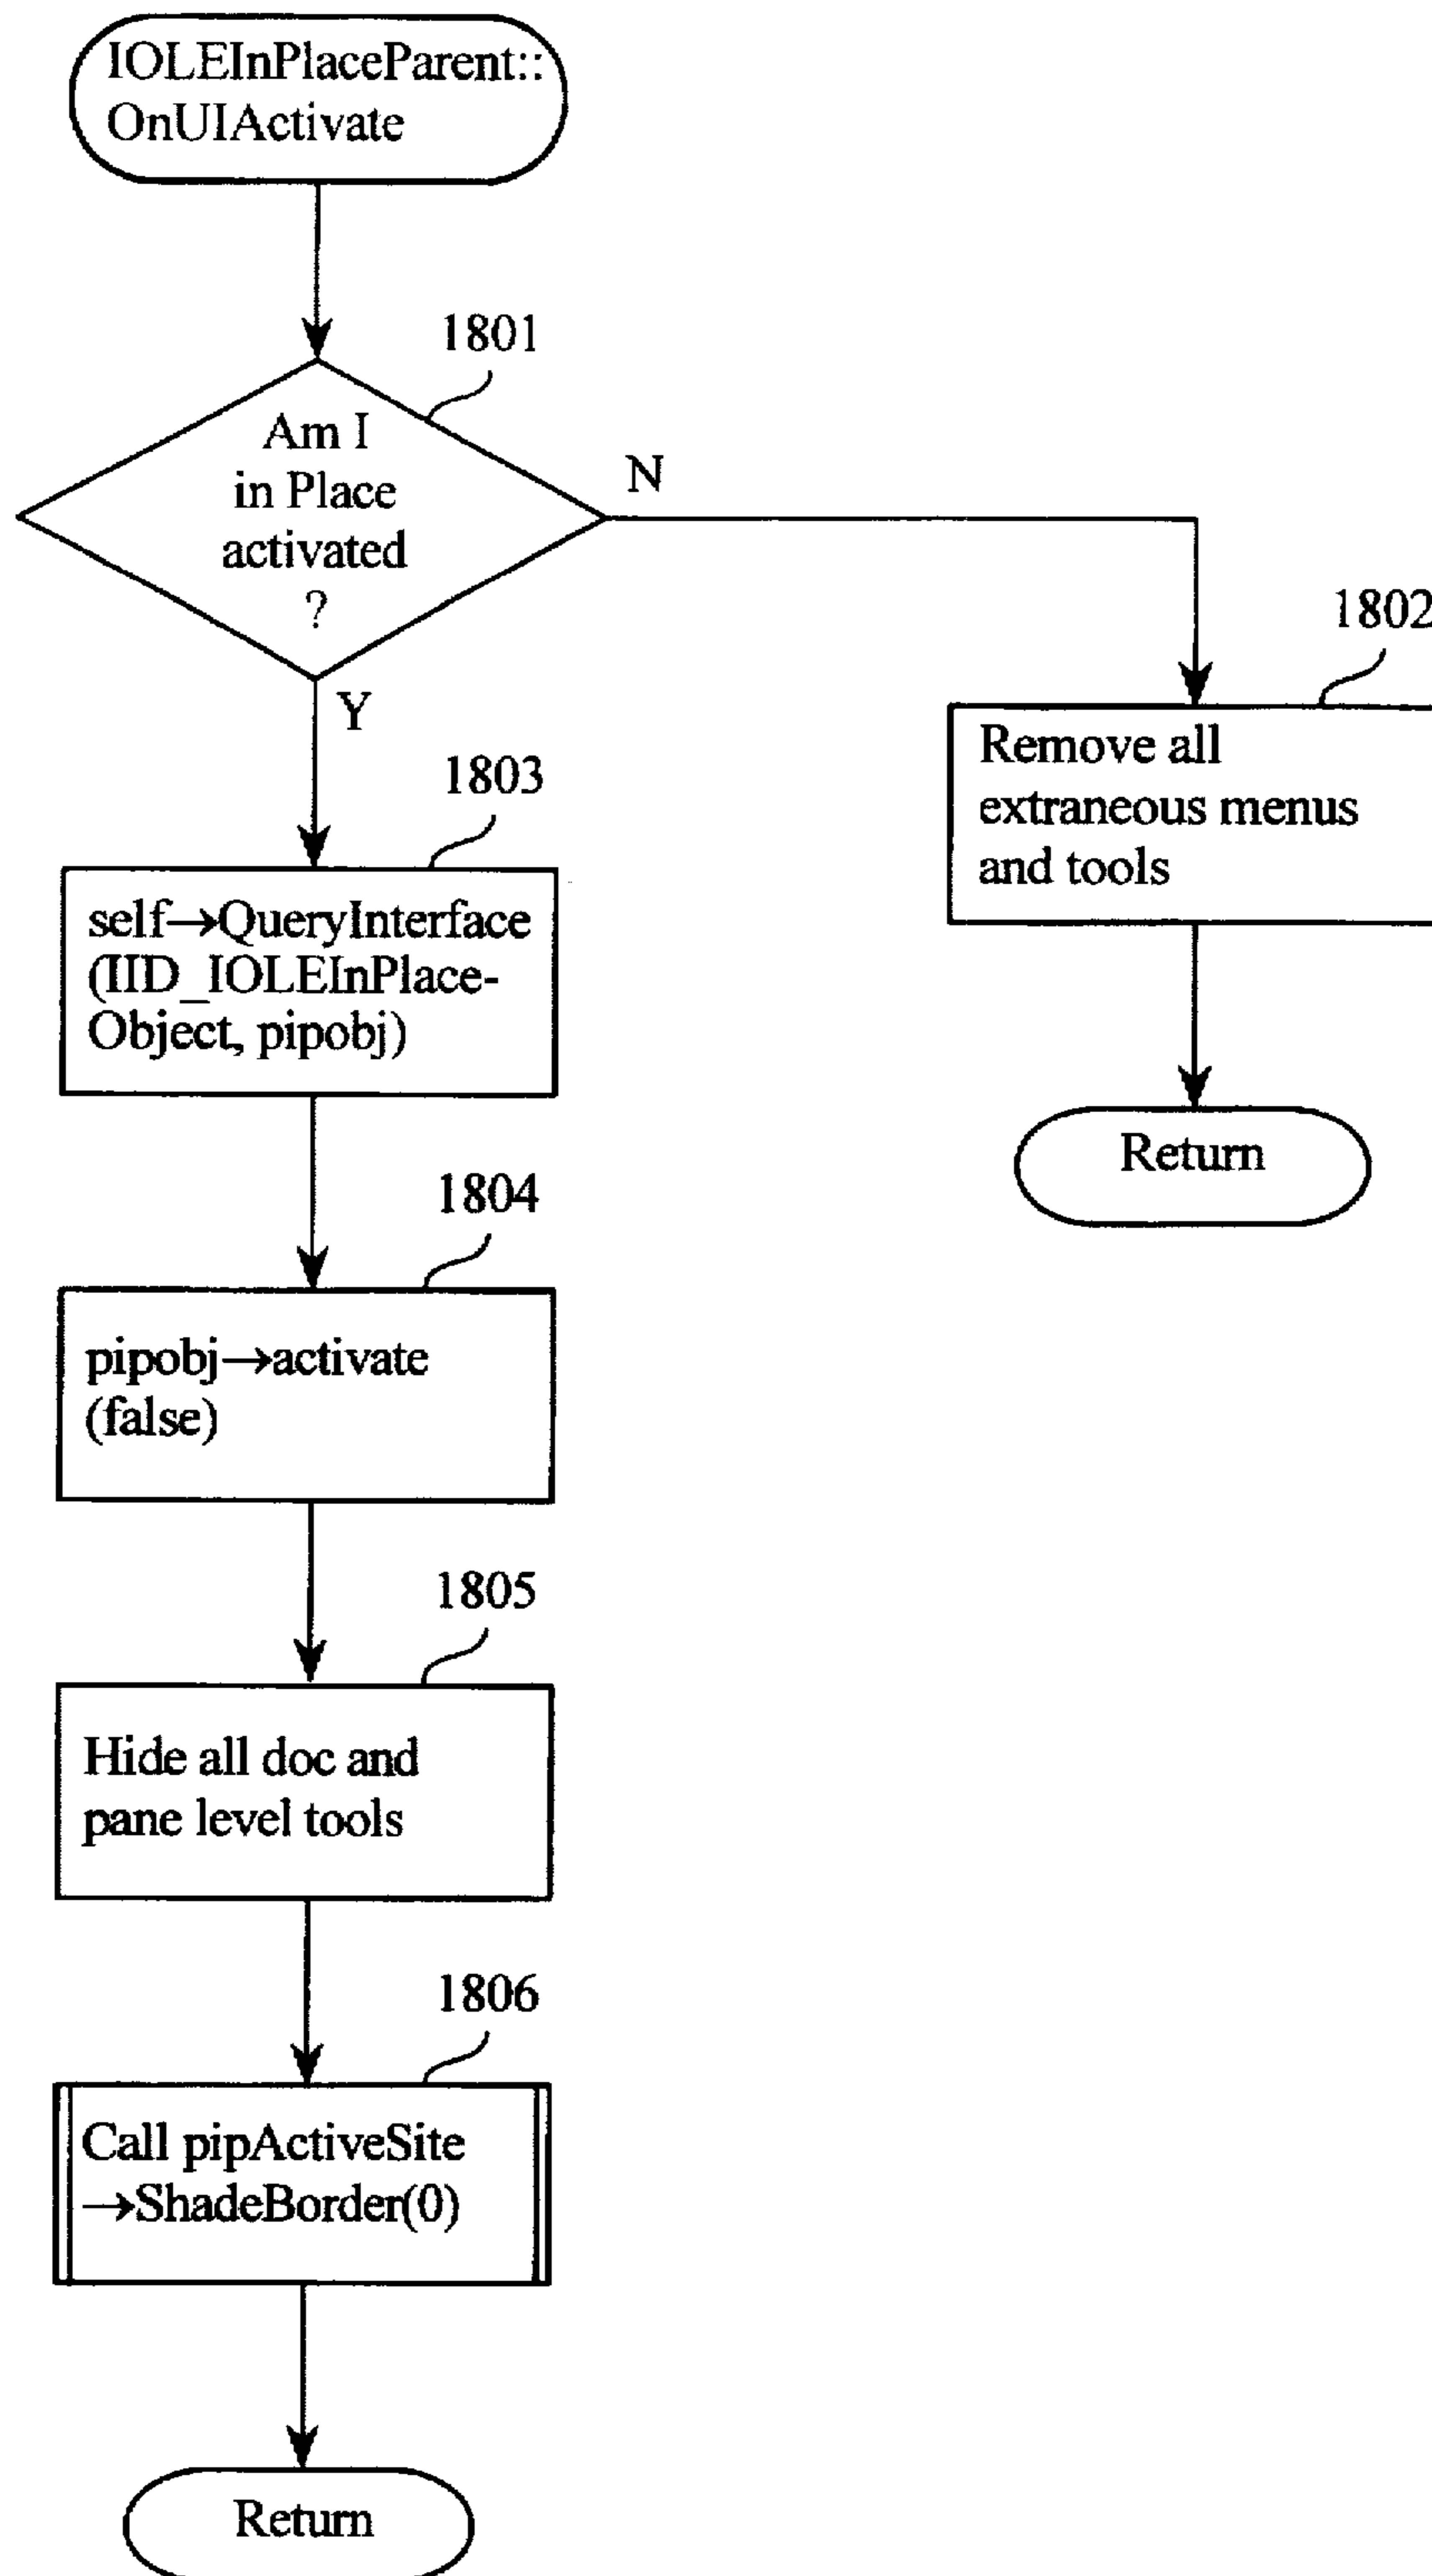 IOLEInPlaceParent::
OnUIActivate
1801
Am I
in Place
activated
?
N
Y
1802
Remove all
extraneous menus
and tools
Return
1803
self→QueryInterface
(IID_IOLEInPlace-
Object, pipobj)
1804
pipobj→activate
(false)
1805
Hide all doc and
pane level tools
1806
Call pipActiveSite
→ShadeBorder(0)
Return